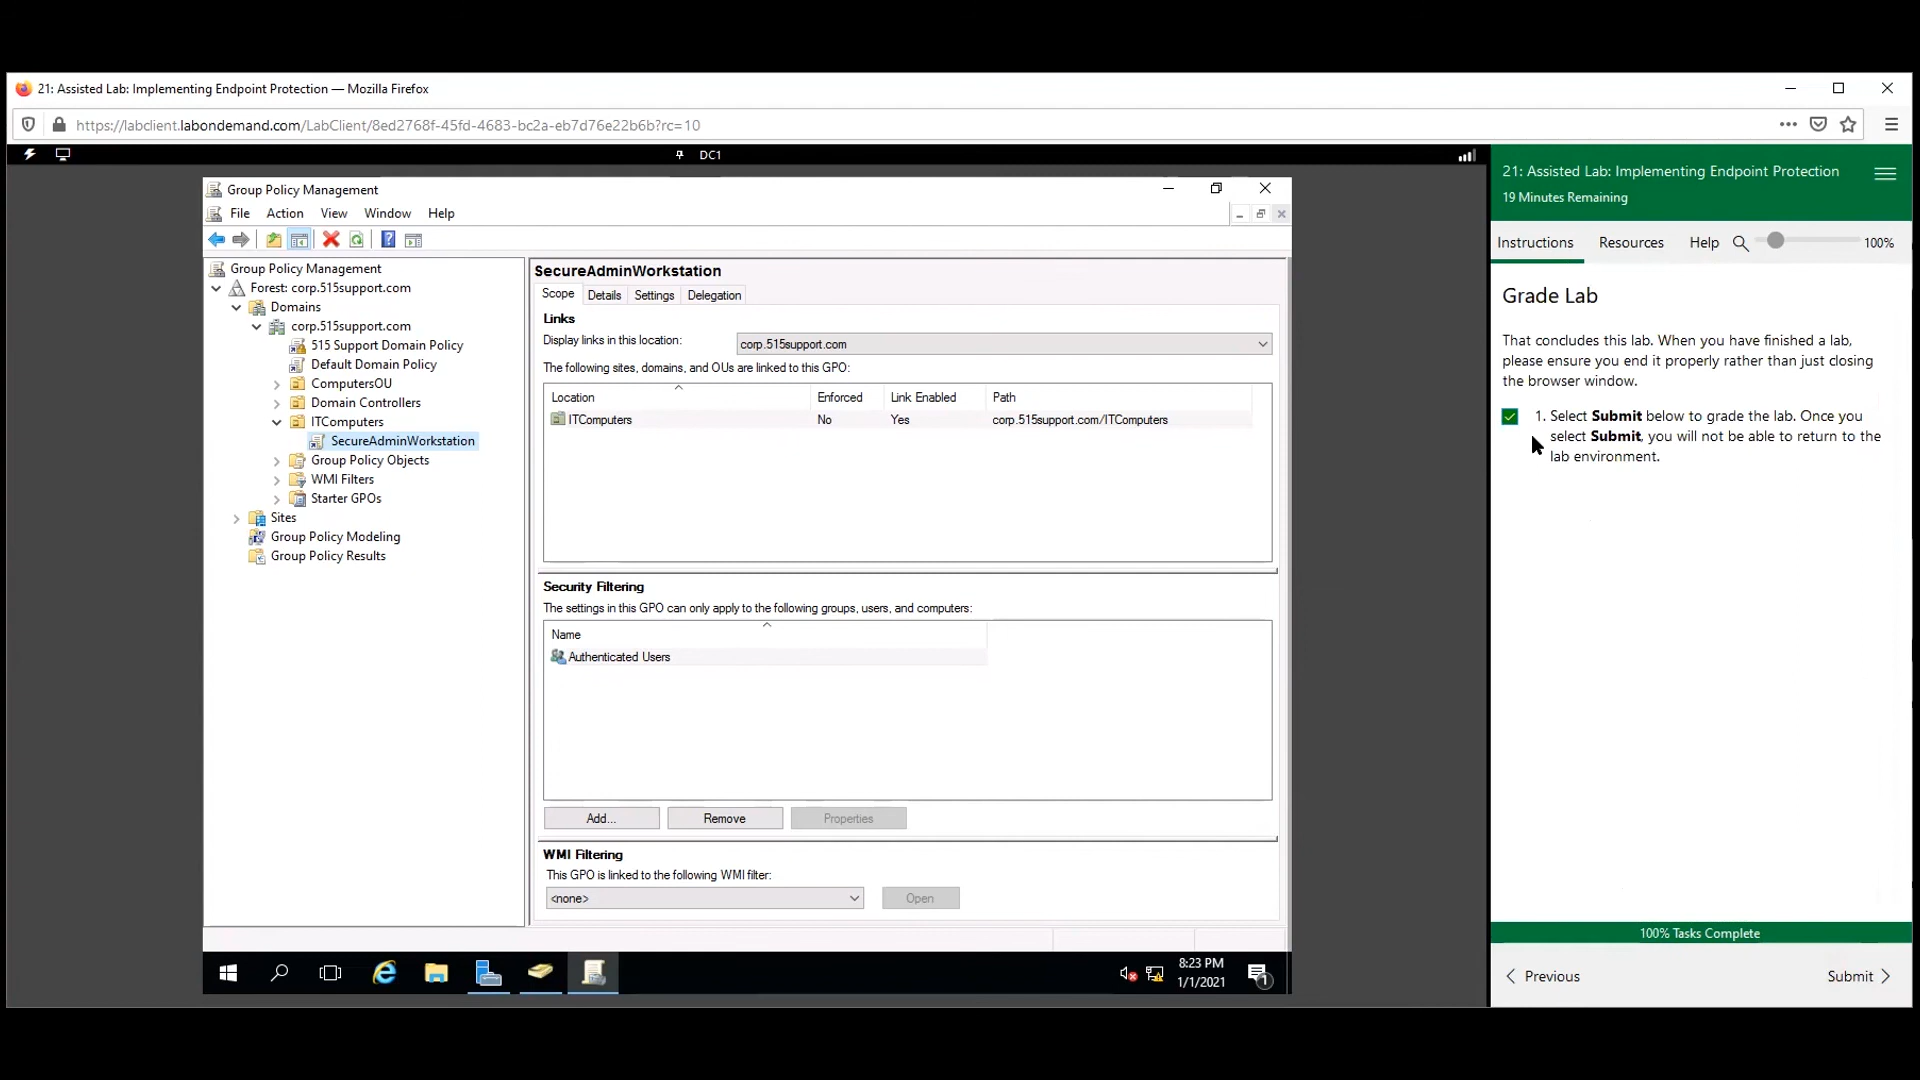 21: Assisted Lab: Implementing Endpoint Protection — Mozilla Firefox
https://labclient.labondemand.com/LabClient/8ed2768f-45fd-4683-bc2a-eb7d76e22b6b?rc=10
DC1
Group Policy Management
File Action View Window Help
Group Policy Management
Forest: corp.515support.com
Domains
corp.515support.com
515 Support Domain Policy
Default Domain Policy
ComputersOU
Domain Controllers
ITComputers
SecureAdminWorkstation
Group Policy Objects
WMI Filters
Starter GPOs
Sites
Group Policy Modeling
Group Policy Results
SecureAdminWorkstation
Scope Details Settings Delegation
Links
Display links in this location: corp.515support.com
The following sites, domains, and OUs are linked to this GPO:
Location Enforced Link Enabled Path
ITComputers No Yes corp.515support.com/ITComputers
Security Filtering
The settings in this GPO can only apply to the following groups, users, and computers:
Name
Authenticated Users
Add... Remove Properties
WMI Filtering
This GPO is linked to the following WMI filter:
<none> Open
8:23 PM
1/1/2021
1
21: Assisted Lab: Implementing Endpoint Protection
19 Minutes Remaining
Instructions Resources Help 100%
Grade Lab
That concludes this lab. When you have finished a lab,
please ensure you end it properly rather than just closing
the browser window.
1. Select Submit below to grade the lab. Once you
select Submit, you will not be able to return to the
lab environment.
100% Tasks Complete
Previous Submit